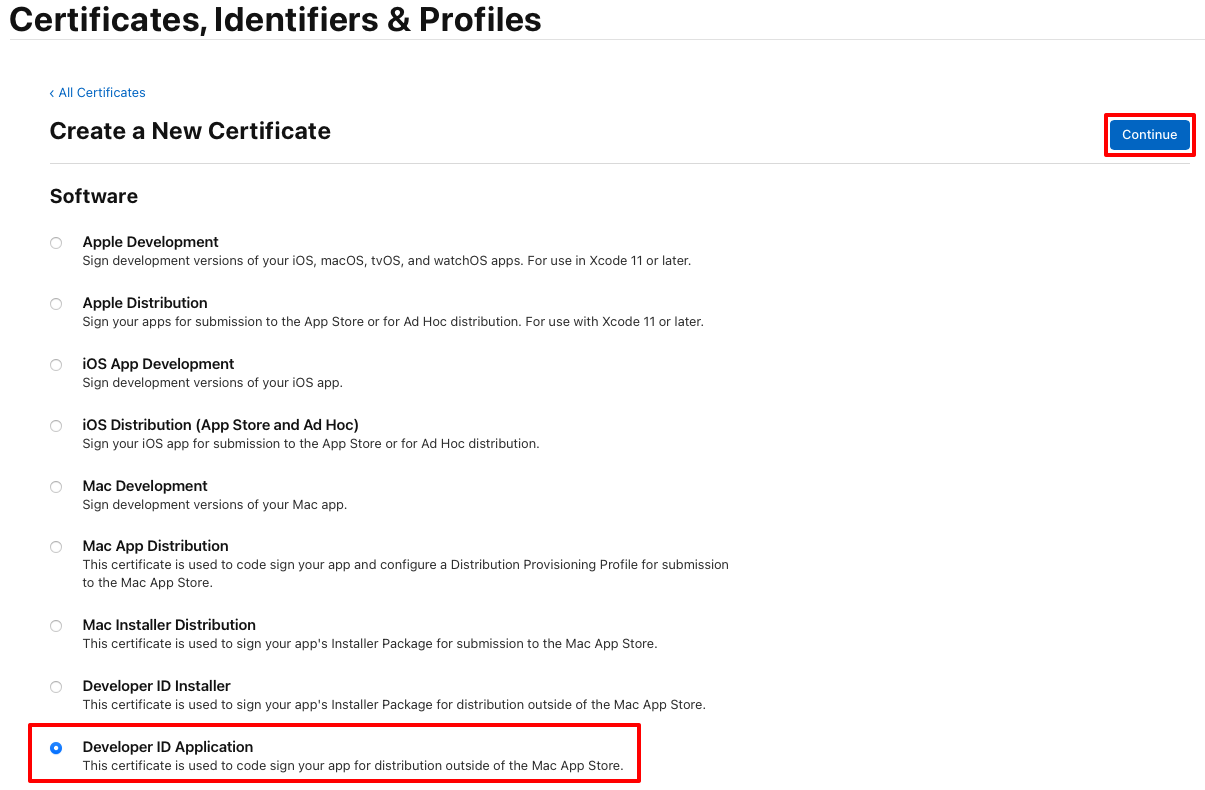 Certificates, Identifiers & Profiles
‹ All Certificates
Create a New Certificate
Continue
Software
Apple Development
Sign development versions of your iOS, macOS, tvOS, and watchOS apps. For use in Xcode 11 or later.
Apple Distribution
Sign your apps for submission to the App Store or for Ad Hoc distribution. For use with Xcode 11 or later.
iOS App Development
Sign development versions of your iOS app.
iOS Distribution (App Store and Ad Hoc)
Sign your iOS app for submission to the App Store or for Ad Hoc distribution.
Mac Development
Sign development versions of your Mac app.
Mac App Distribution
This certificate is used to code sign your app and configure a Distribution Provisioning Profile for submission
to the Mac App Store.
Mac Installer Distribution
This certificate is used to sign your app's Installer Package for submission to the Mac App Store.
Developer ID Installer
This certificate is used to sign your app's Installer Package for distribution outside of the Mac App Store.
Developer ID Application
This certificate is used to code sign your app for distribution outside of the Mac App Store.